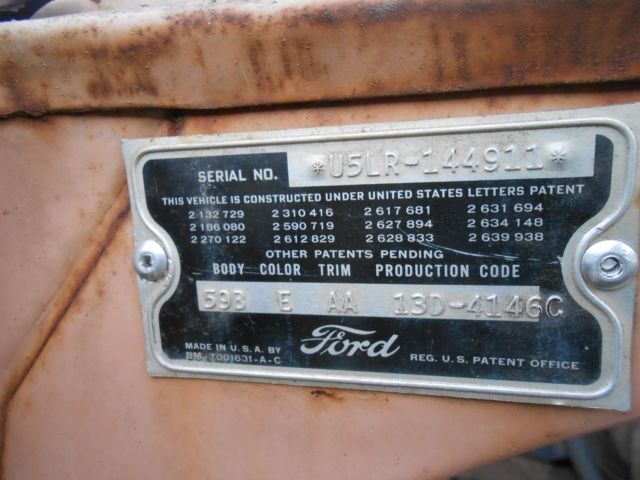 SERIAL NO. *U5LR-144911*
THIS VEHICLE IS CONSTRUCTED UNDER UNITED STATES LETTERS PATENT
2 132 729 2 310 416 2 617 681 2 631 694
2 186 080 2 590 719 2 627 894 2 634 148
2 270 122 2 612 829 2 628 833 2 639 938
OTHER PATENTS PENDING
BODY COLOR TRIM PRODUCTION CODE
59B E AA 13D-4146C
MADE IN U.S.A. BY
BM-7001631-A-C
Ford
REG. U.S. PATENT OFFICE